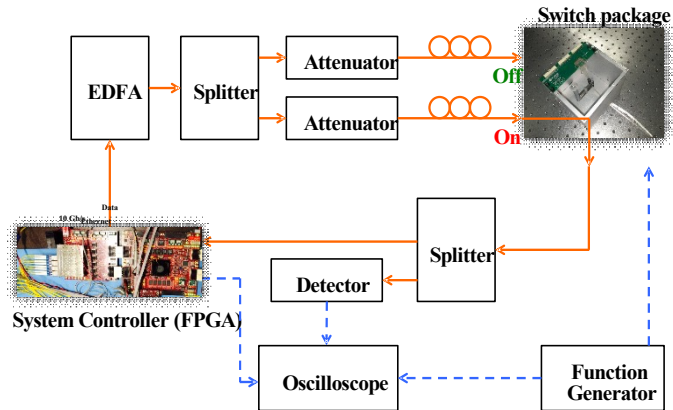 Switch package
Attenuator
EDFA
Splitter
Off
Attenuator
On
Data
10 Gb/s
Ethernet
Splitter
Detector
System Controller (FPGA)
Oscilloscope
Function
Generator